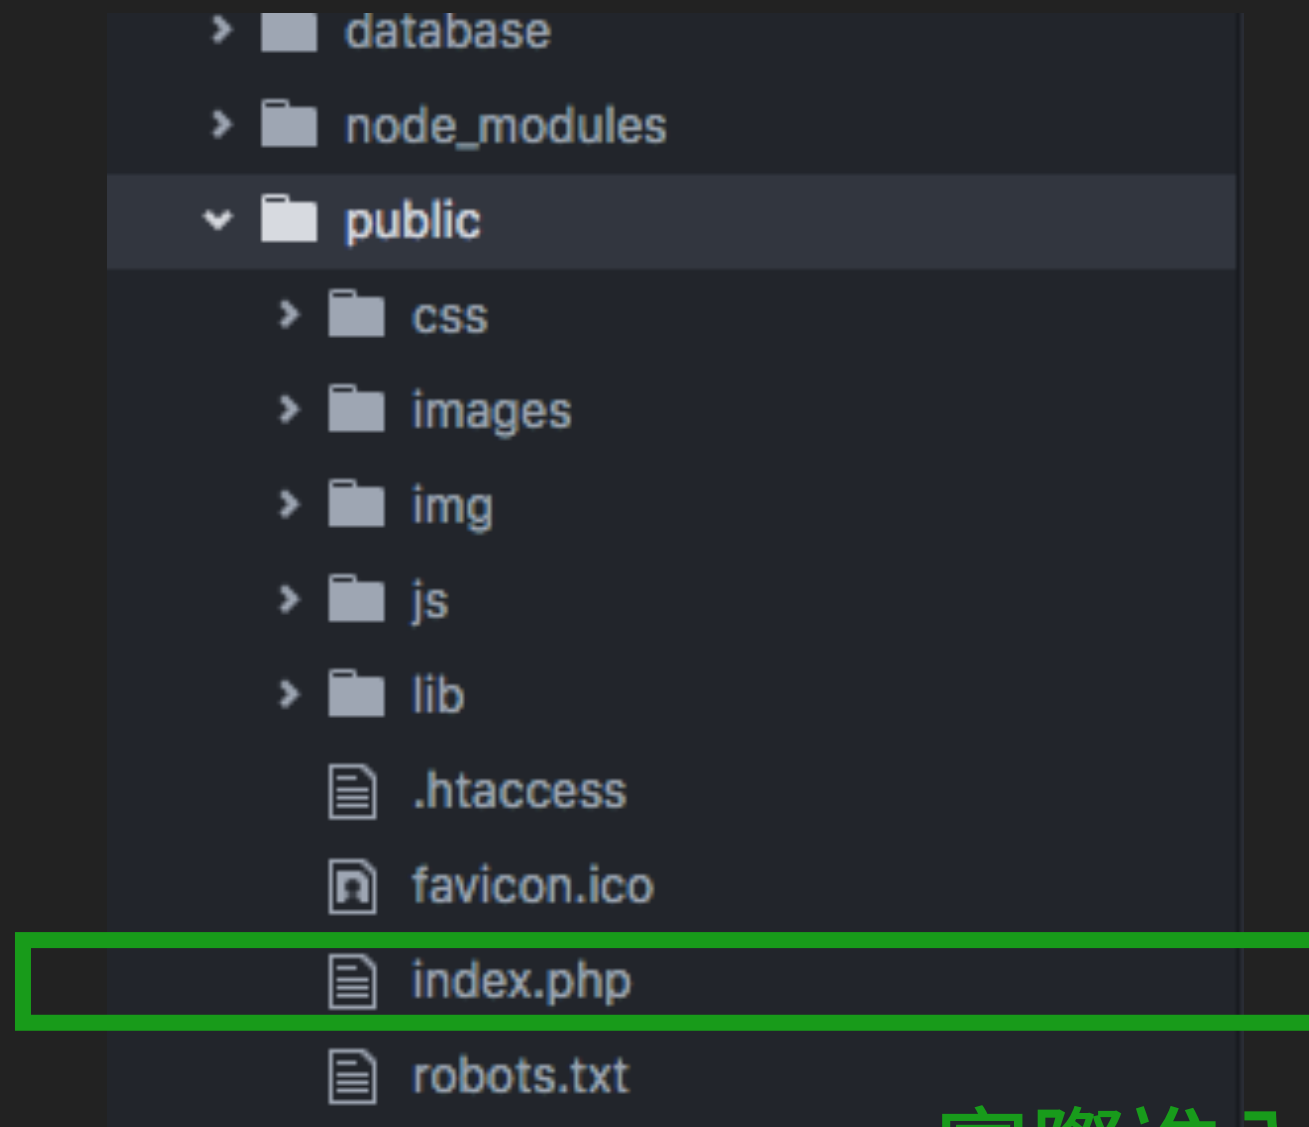 database
node_modules
public
css
images
img
js
lib
.htaccess
favicon.ico
index.php
robots.txt